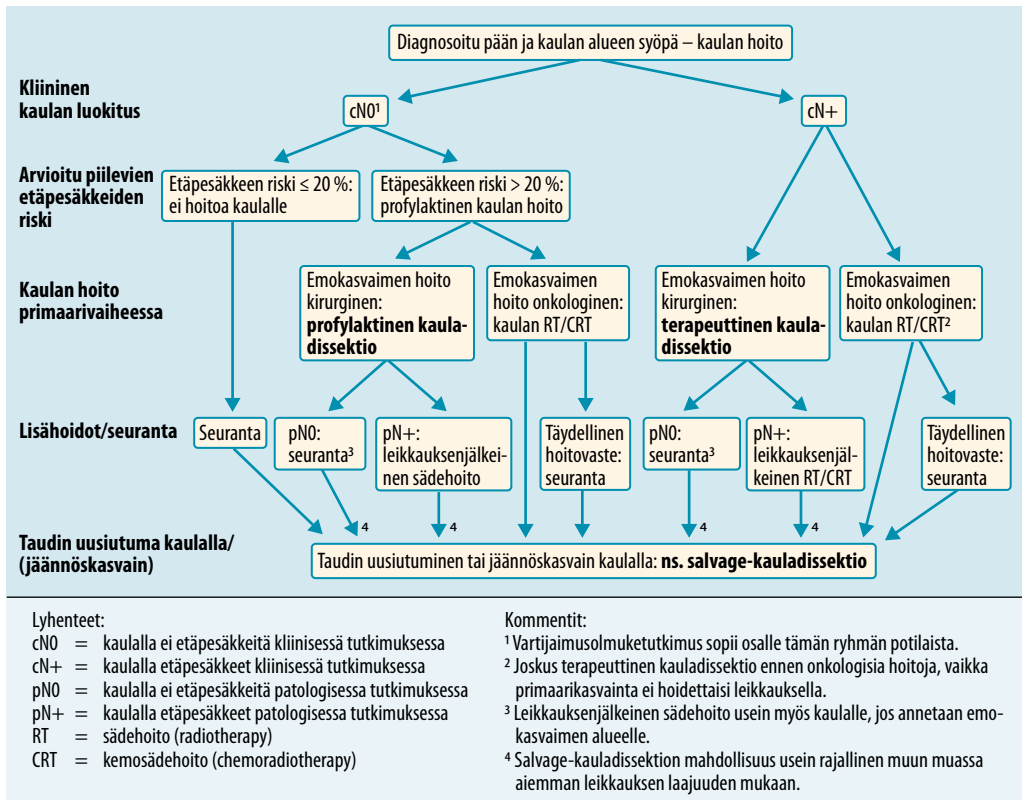 Diagnosoitu pään ja kaulan alueen syöpä – kaulan hoito
Kliininen
kaulan luokitus
cN0¹
cN+
Arvioitu piilevien
etäpesäkkeiden
riski
Etäpesäkkeen riski ≤ 20 %:
ei hoitoa kaulalle
Etäpesäkkeen riski > 20 %:
profylaktinen kaulan hoito
Kaulan hoito
primaarivaiheessa
Emokasvaimen hoito
kirurginen:
profylaktinen kaula-
dissektio
Emokasvaimen
hoito onkologinen:
kaulan RT/CRT
Emokasvaimen hoito
kirurginen:
terapeuttinen kaula-
dissektio
Emokasvaimen
hoito onkologinen:
kaulan RT/CRT²
Lisähoidot/seuranta
Seuranta
pN0:
seuranta³
pN+:
leikkauksenjälkei-
nen sädehoito
Täydellinen
hoitovaste:
seuranta
pN0:
seuranta³
pN+:
leikkauksenjäl-
keinen RT/CRT
Täydellinen
hoitovaste:
seuranta
4
4
4
4
Taudin uusiutuma kaulalla/
(jäännöskasvain)
Taudin uusiutuminen tai jäännöskasvain kaulalla: ns. salvage-kauladissektio
Lyhenteet:
cN0 = kaulalla ei etäpesäkkeitä kliinisessä tutkimuksessa
cN+ = kaulalla etäpesäkkeet kliinisessä tutkimuksessa
pN0 = kaulalla ei etäpesäkkeitä patologisessa tutkimuksessa
pN+ = kaulalla etäpesäkkeet patologisessa tutkimuksessa
RT = sädehoito (radiotherapy)
CRT = kemosädehoito (chemoradiotherapy)
Kommentit:
¹ Vartijaimusolmuketutkimus sopii osalle tämän ryhmän potilaista.
² Joskus terapeuttinen kauladissektio ennen onkologisia hoitoja, vaikka
primaarikasvainta ei hoidettaisi leikkauksella.
³ Leikkauksenjälkeinen sädehoito usein myös kaulalle, jos annetaan emo-
kasvaimen alueelle.
⁴ Salvage-kauladissektion mahdollisuus usein rajallinen muun muassa
aiemman leikkauksen laajuuden mukaan.